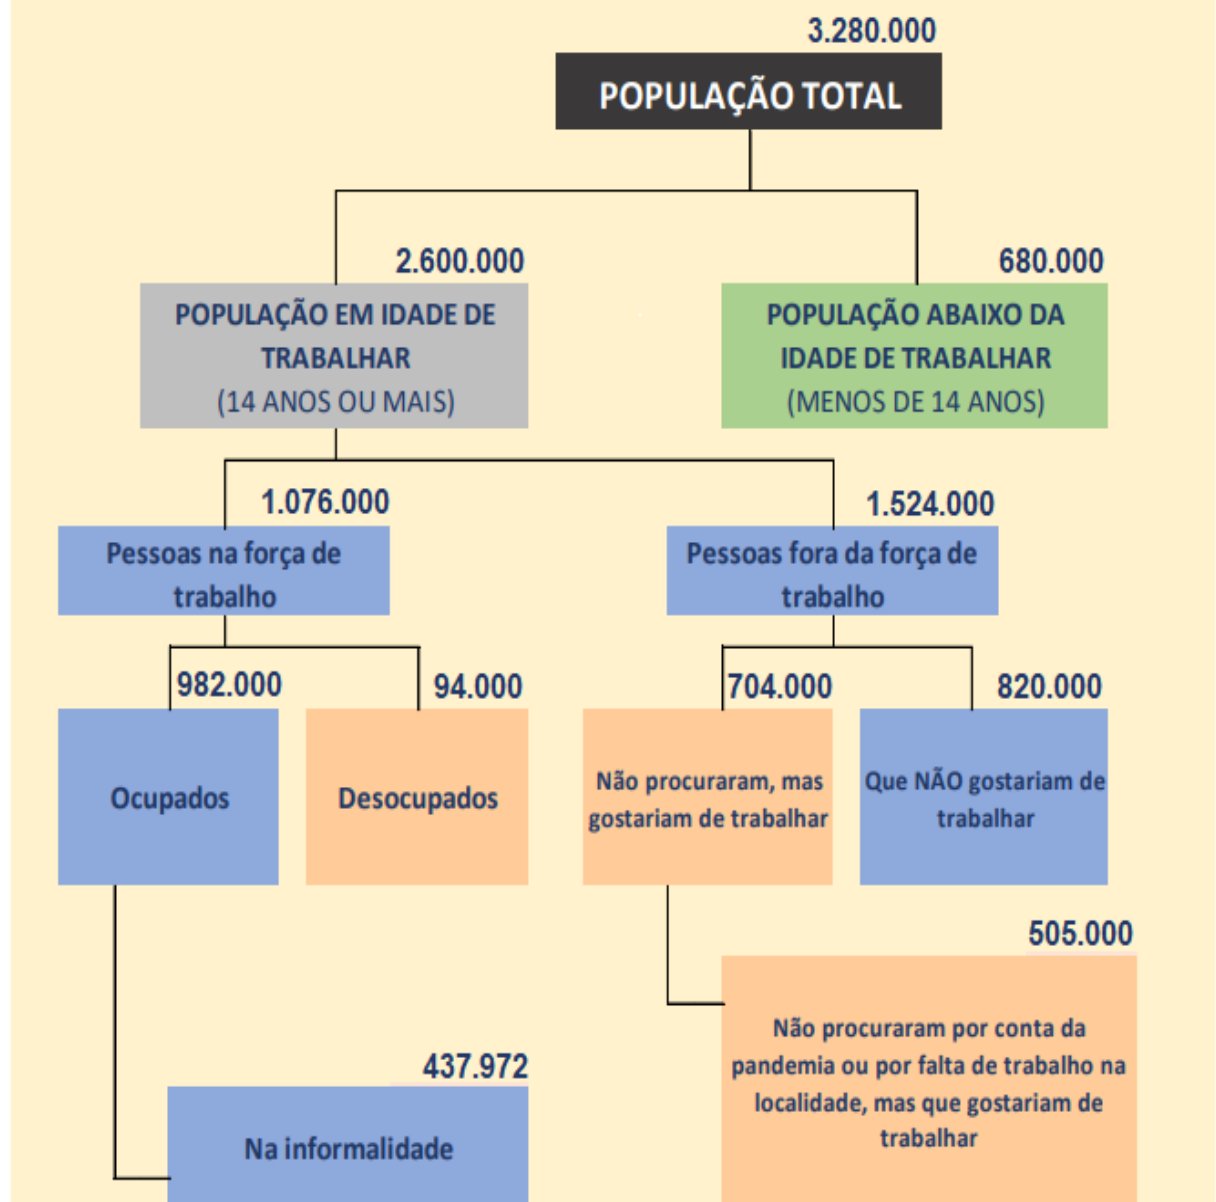 3.280.000
POPULAÇÃO TOTAL
2.600.000
POPULAÇÃO EM IDADE DE
TRABALHAR
(14 ANOS OU MAIS)
680.000
POPULAÇÃO ABAIXO DA
IDADE DE TRABALHAR
(MENOS DE 14 ANOS)
1.076.000
Pessoas na força de
trabalho
1.524.000
Pessoas fora da força de
trabalho
982.000
Ocupados
94.000
Desocupados
704.000
Não procuraram, mas
gostariam de trabalhar
820.000
Que NÃO gostariam de
trabalhar
505.000
Não procuraram por conta da
pandemia ou por falta de trabalho na
localidade, mas que gostariam de
trabalhar
437.972
Na informalidade